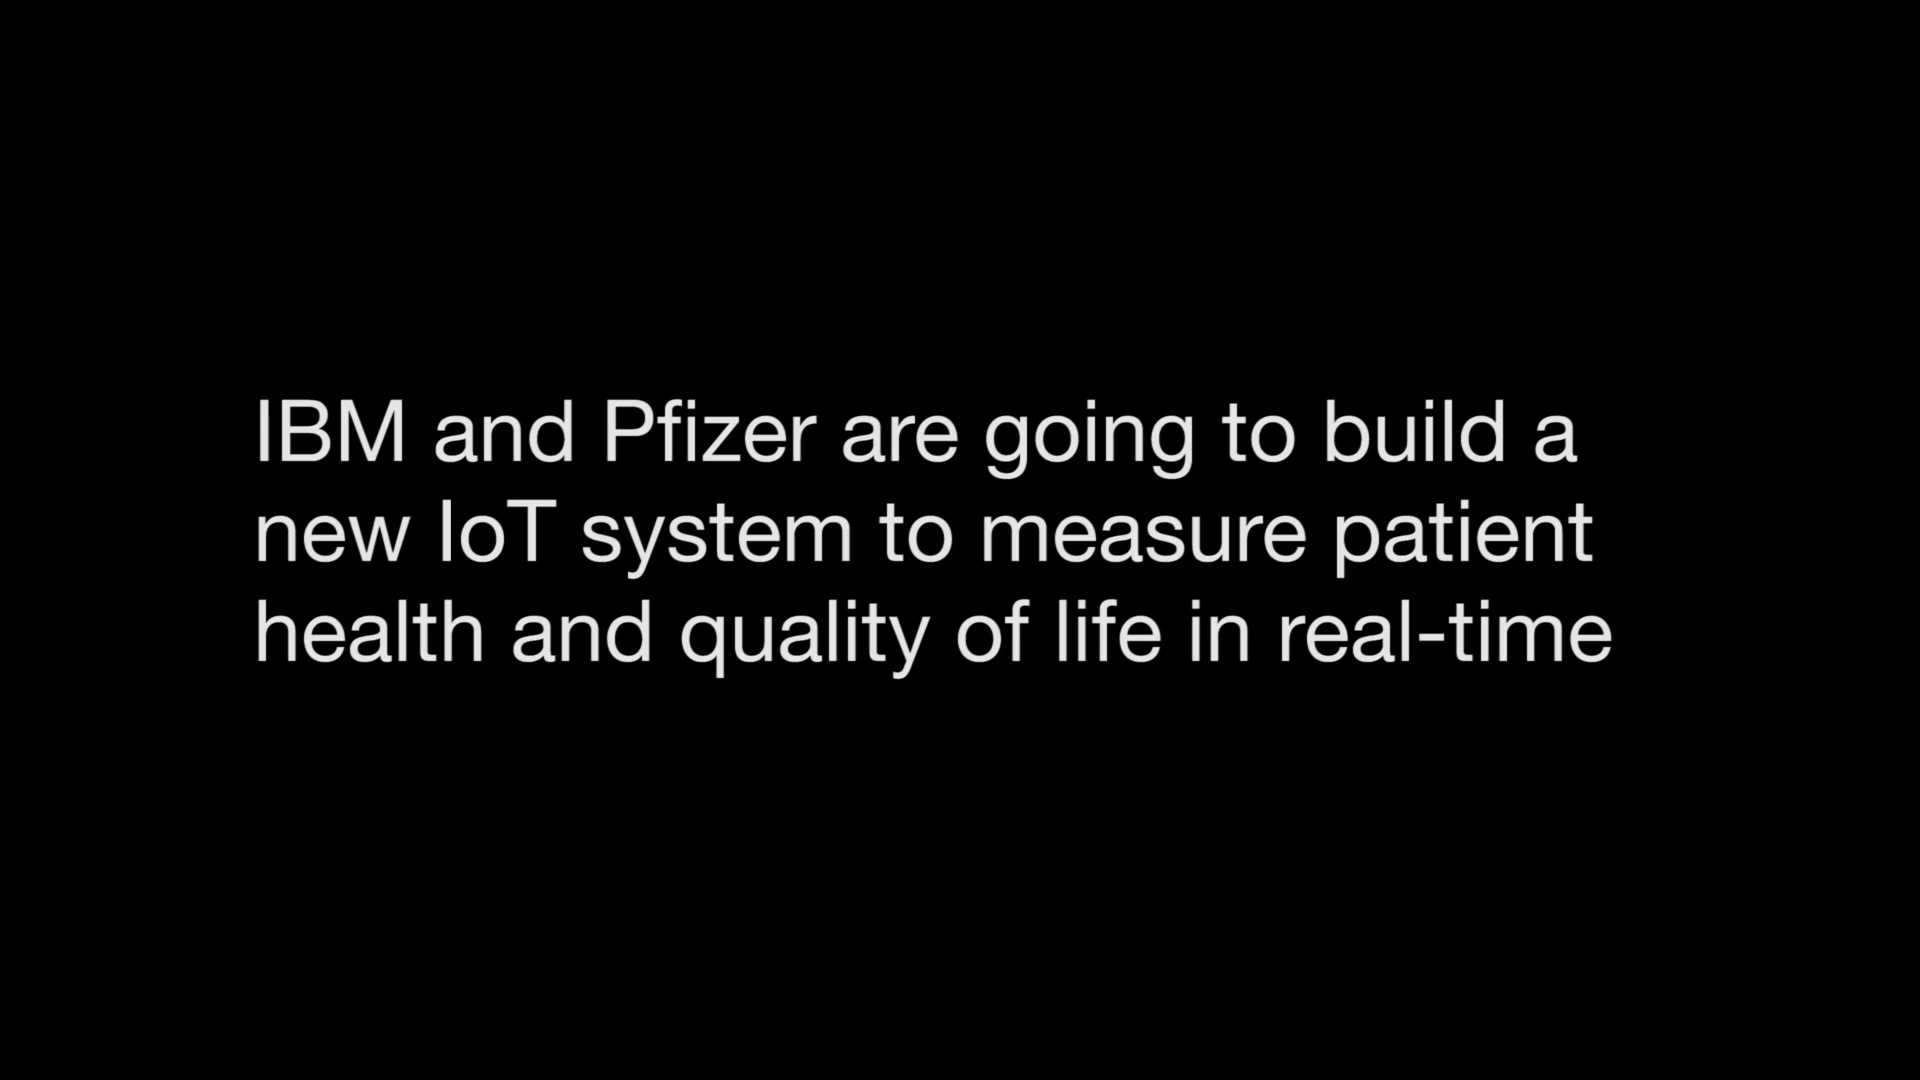 IBM and Pfizer are going to build a
new IoT system to measure patient
health and quality of life in real-time